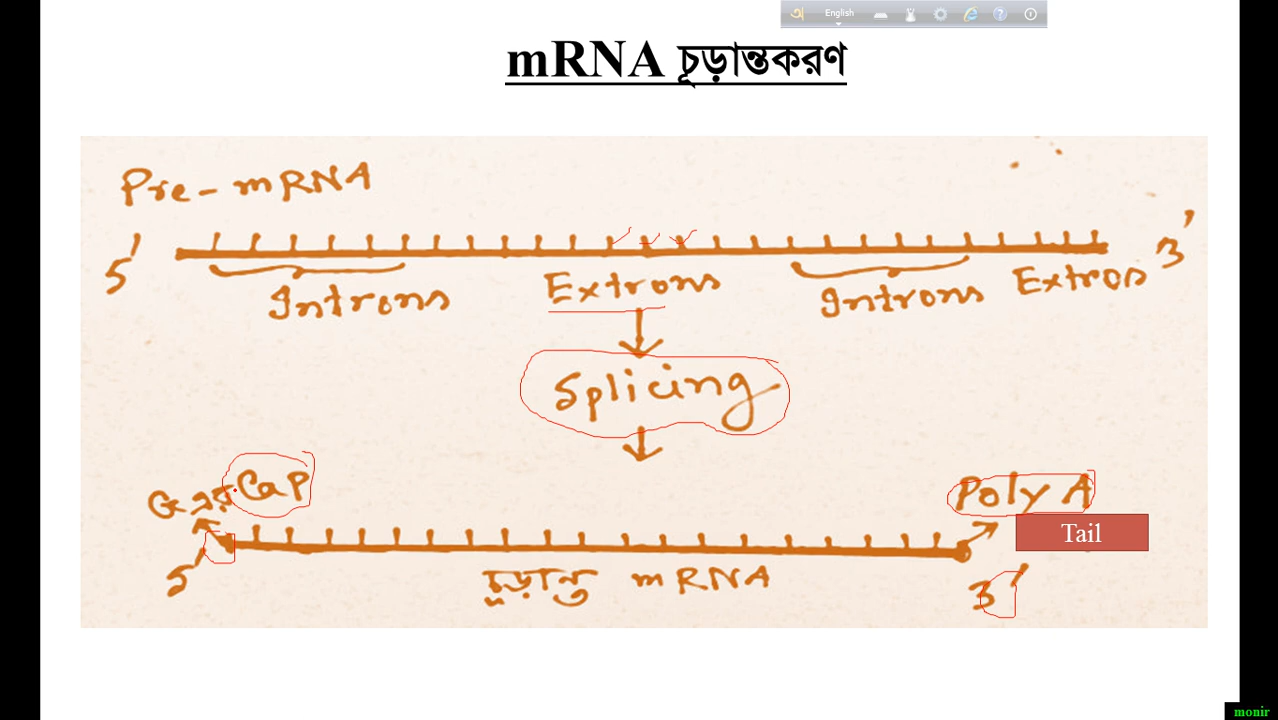 অ English
mRNA চূড়ান্তকরণ
Pre-mRNA
5' 3'
Introns Extrons Introns Extron
Splicing
G এর Cap Poly A
Tail
5' চূড়ান্ত mRNA 3'
monir